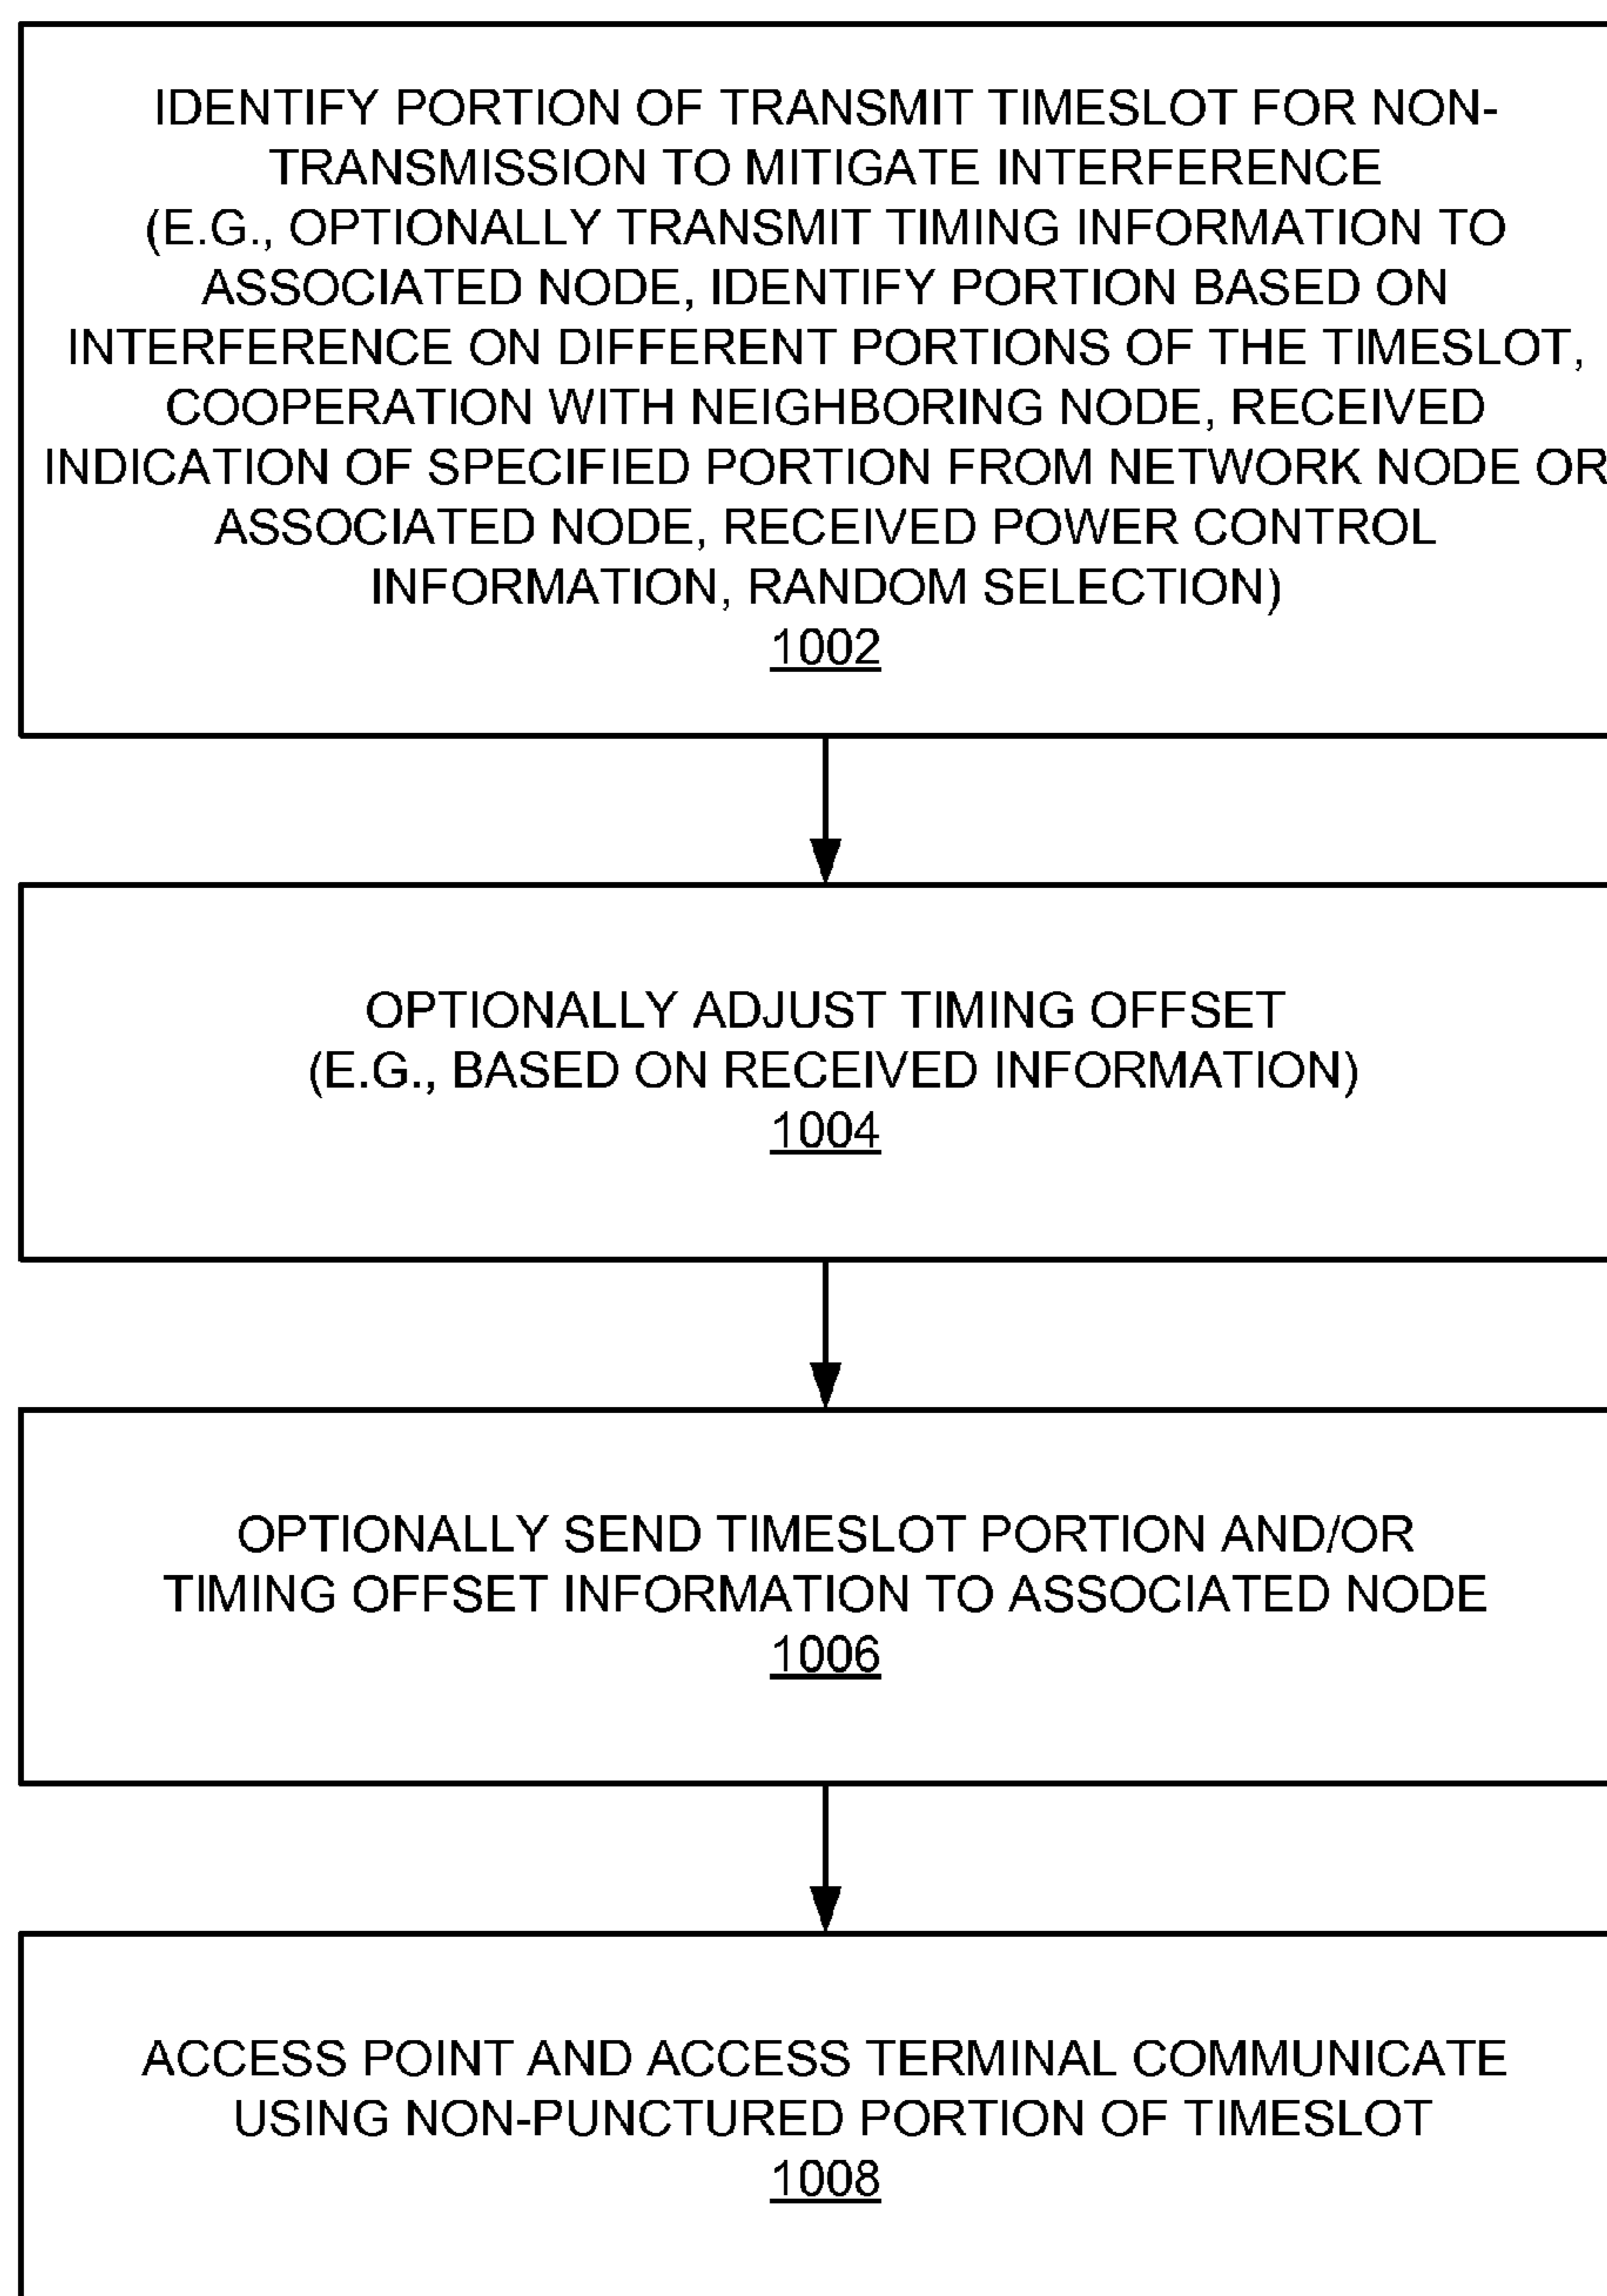 IDENTIFY PORTION OF TRANSMIT TIMESLOT FOR NON-
TRANSMISSION TO MITIGATE INTERFERENCE
(E.G., OPTIONALLY TRANSMIT TIMING INFORMATION TO
ASSOCIATED NODE, IDENTIFY PORTION BASED ON
INTERFERENCE ON DIFFERENT PORTIONS OF THE TIMESLOT,
COOPERATION WITH NEIGHBORING NODE, RECEIVED
INDICATION OF SPECIFIED PORTION FROM NETWORK NODE OR
ASSOCIATED NODE, RECEIVED POWER CONTROL
INFORMATION, RANDOM SELECTION)
1002
OPTIONALLY ADJUST TIMING OFFSET
(E.G., BASED ON RECEIVED INFORMATION)
1004
OPTIONALLY SEND TIMESLOT PORTION AND/OR
TIMING OFFSET INFORMATION TO ASSOCIATED NODE
1006
ACCESS POINT AND ACCESS TERMINAL COMMUNICATE
USING NON-PUNCTURED PORTION OF TIMESLOT
1008